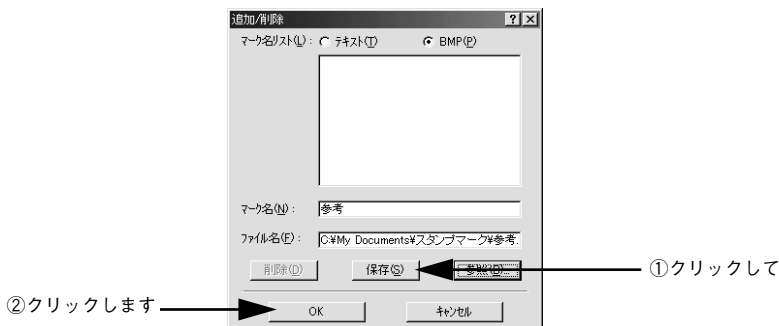 追加/削除
マーク名リスト(L): テキスト(T) BMP(P)
マーク名(N): 参考
ファイル名(F): C:¥My Documents¥スタンプマーク¥参考.
削除(D) 保存(S) 参照(B)...
①クリックして
②クリックします
OK キャンセル